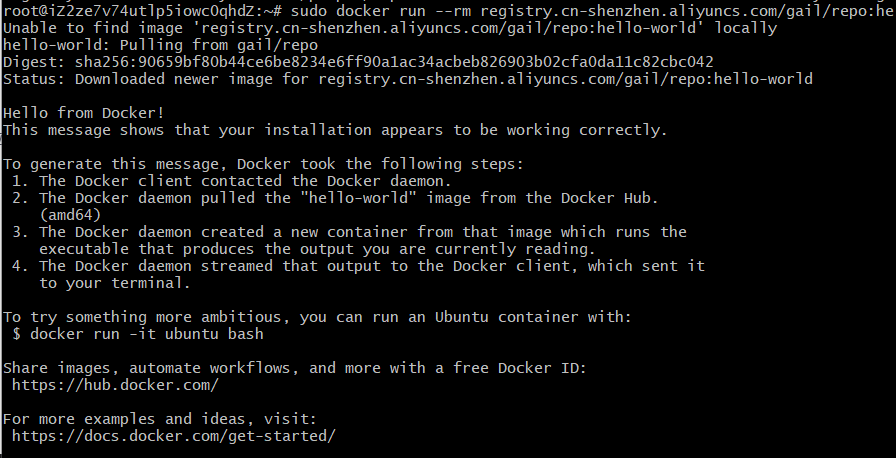 root@iZ2ze7v74utlp5iowc0qhdZ:~# sudo docker run --rm registry.cn-shenzhen.aliyuncs.com/gail/repo:he
Unable to find image 'registry.cn-shenzhen.aliyuncs.com/gail/repo:hello-world' locally
hello-world: Pulling from gail/repo
Digest: sha256:90659bf80b44ce6be8234e6ff90a1ac34acbeb826903b02cfa0da11c82cbc042
Status: Downloaded newer image for registry.cn-shenzhen.aliyuncs.com/gail/repo:hello-world
Hello from Docker!
This message shows that your installation appears to be working correctly.
To generate this message, Docker took the following steps:
1. The Docker client contacted the Docker daemon.
2. The Docker daemon pulled the "hello-world" image from the Docker Hub.
(amd64)
3. The Docker daemon created a new container from that image which runs the
executable that produces the output you are currently reading.
4. The Docker daemon streamed that output to the Docker client, which sent it
to your terminal.
To try something more ambitious, you can run an Ubuntu container with:
$ docker run -it ubuntu bash
Share images, automate workflows, and more with a free Docker ID:
https://hub.docker.com/
For more examples and ideas, visit:
https://docs.docker.com/get-started/